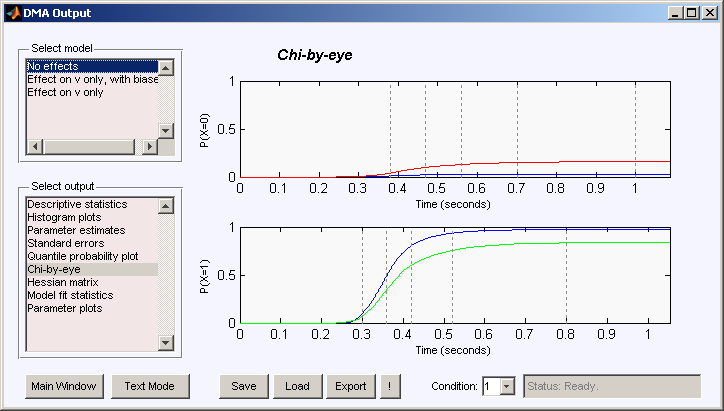 DMA Output
Select model
No effects
Effect on v only, with biase
Effect on v only
Select output
Descriptive statistics
Histogram plots
Parameter estimates
Standard errors
Quantile probability plot
Chi-by-eye
Hessian matrix
Model fit statistics
Parameter plots
Chi-by-eye
1
0.5
0
P(X=0)
0 0.1 0.2 0.3 0.4 0.5 0.6 0.7 0.8 0.9 1
Time (seconds)
1
0.5
0
P(X=1)
0 0.1 0.2 0.3 0.4 0.5 0.6 0.7 0.8 0.9 1
Time (seconds)
Main Window Text Mode Save Load Export ! Condition: 1 Status: Ready.